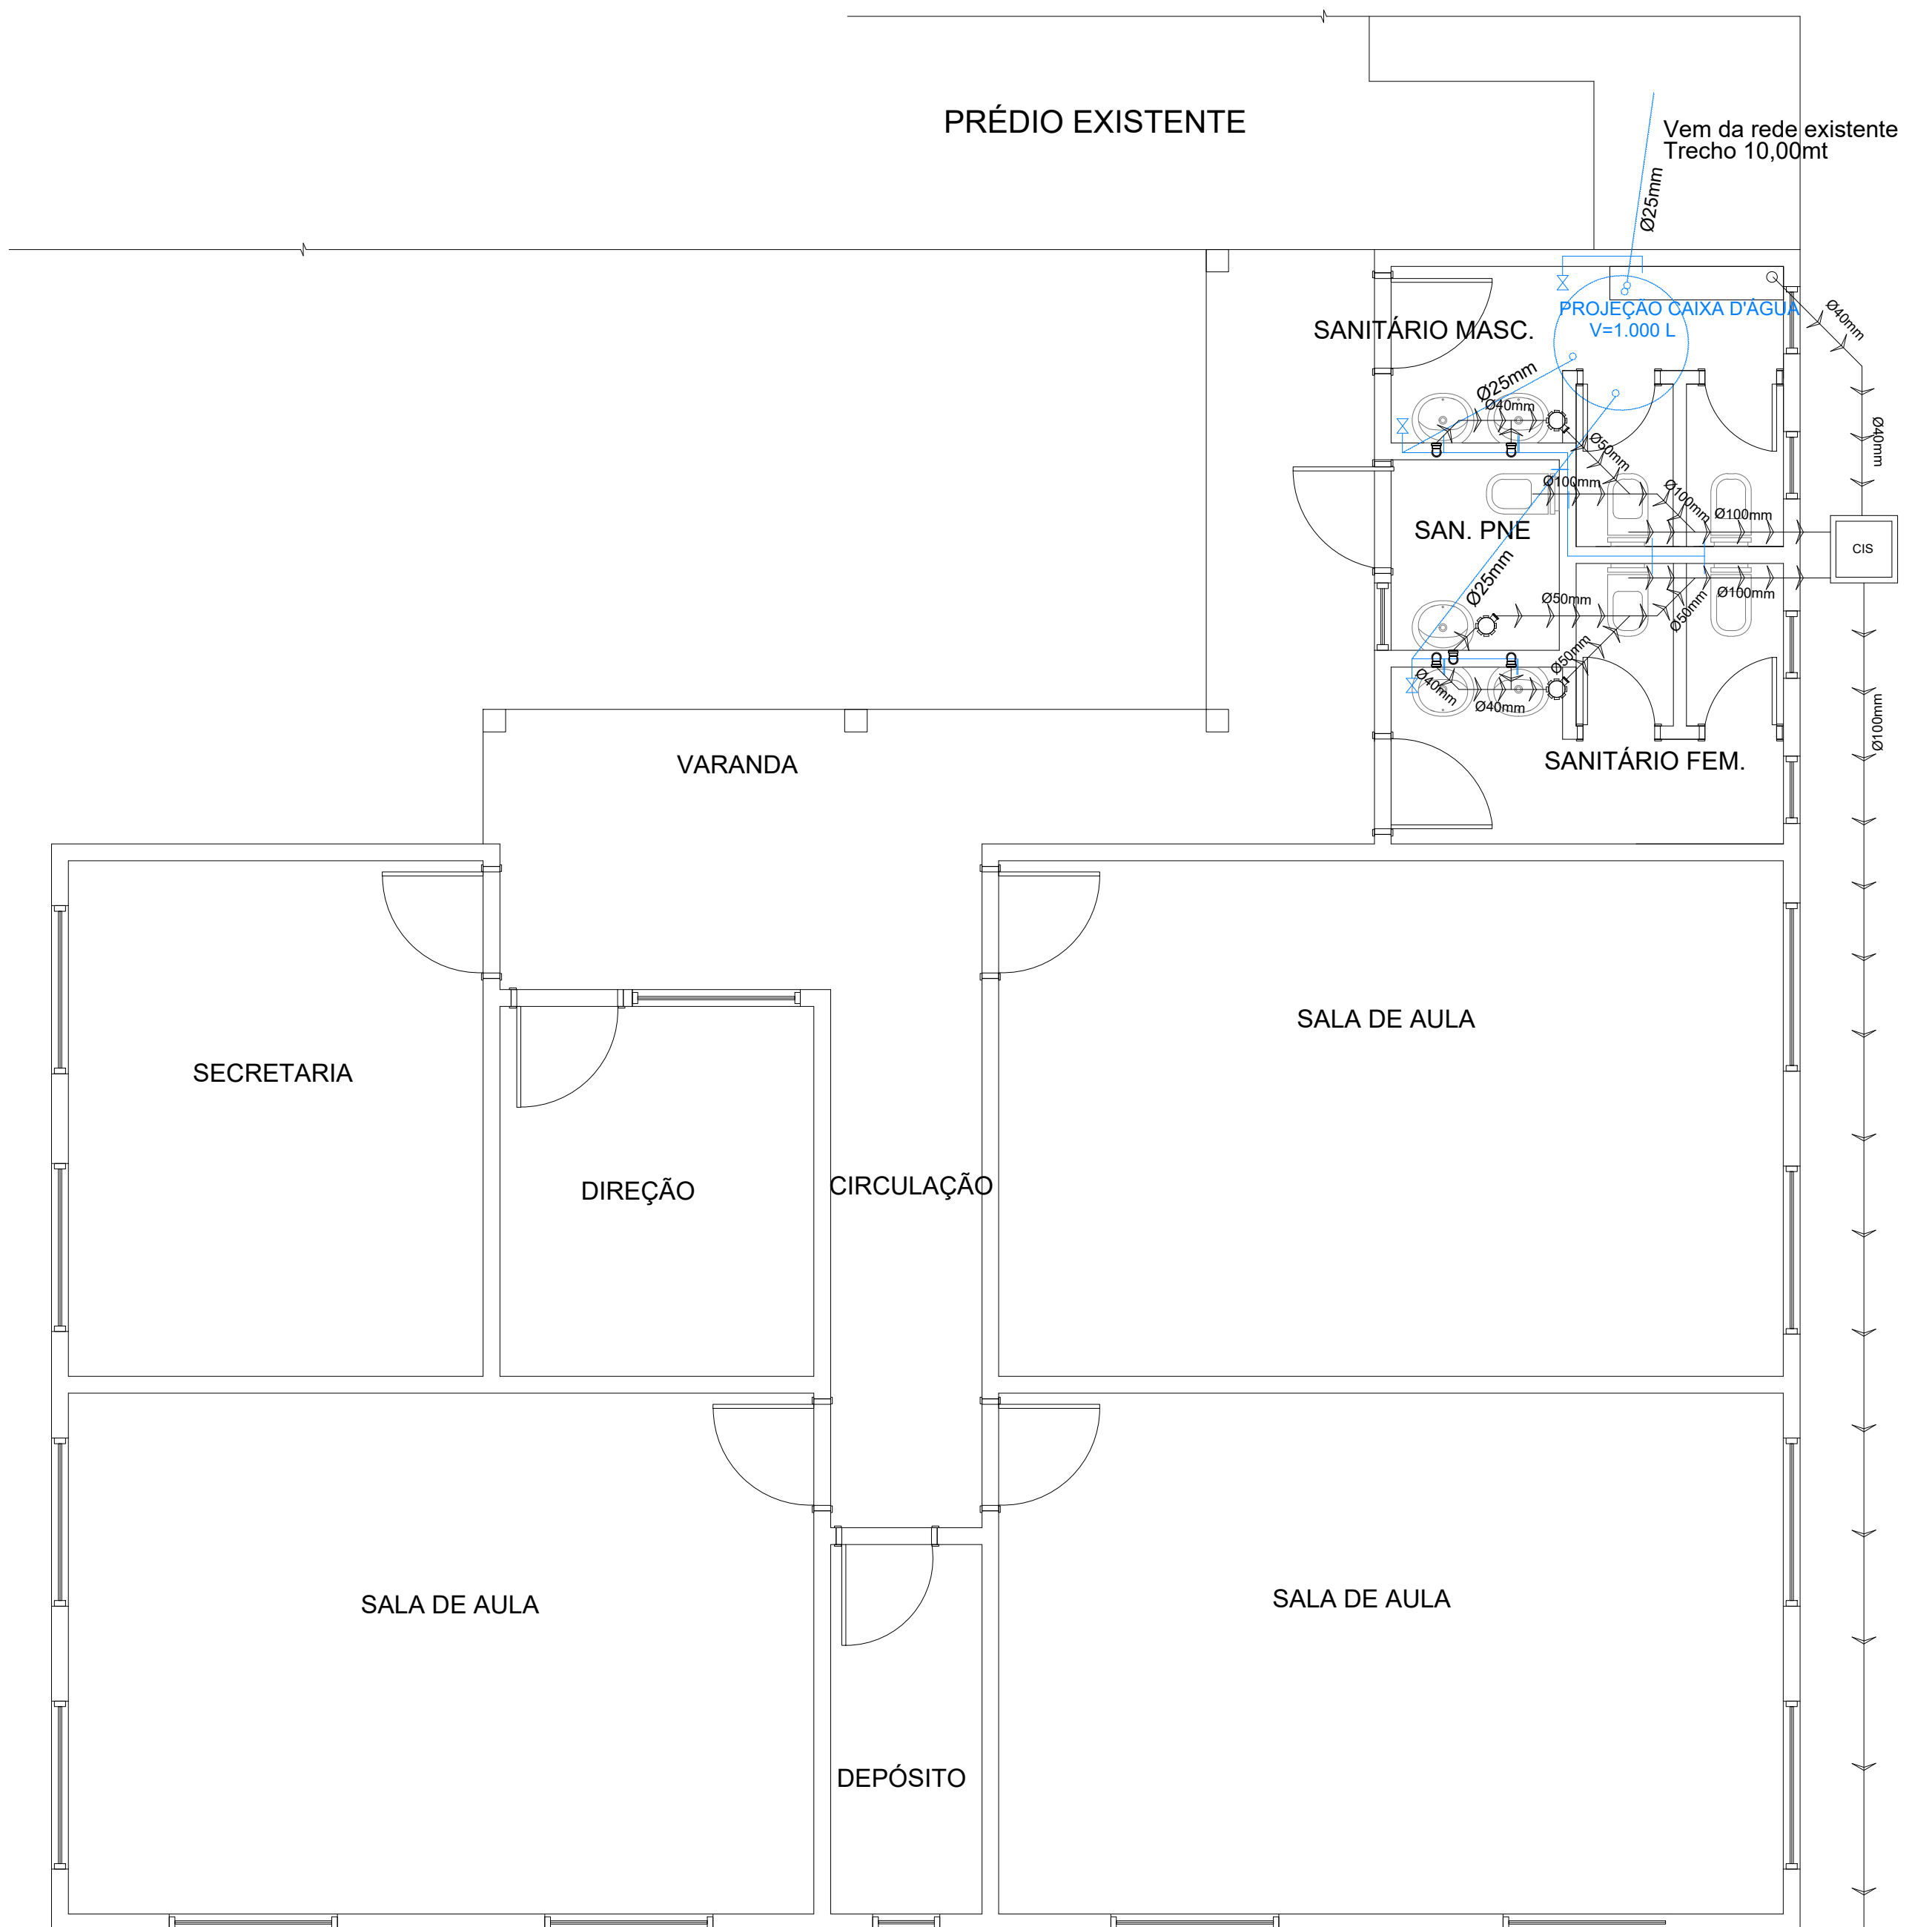 PRÉDIO EXISTENTE
Vem da rede existente
Trecho 10,00mt
Ø25mm
PROJEÇÃO CAIXA D'ÁGUA
V=1.000 L
Ø40mm
SANITÁRIO MASC.
Ø25mm
Ø40mm
Ø40mm
Ø50mm
Ø100mm
Ø100mm
Ø100mm
SAN. PNE
CIS
Ø25mm
Ø50mm
Ø50mm
Ø100mm
Ø50mm
Ø40mm
Ø40mm
Ø100mm
SANITÁRIO FEM.
VARANDA
SALA DE AULA
SECRETARIA
DIREÇÃO
CIRCULAÇÃO
SALA DE AULA
SALA DE AULA
DEPÓSITO